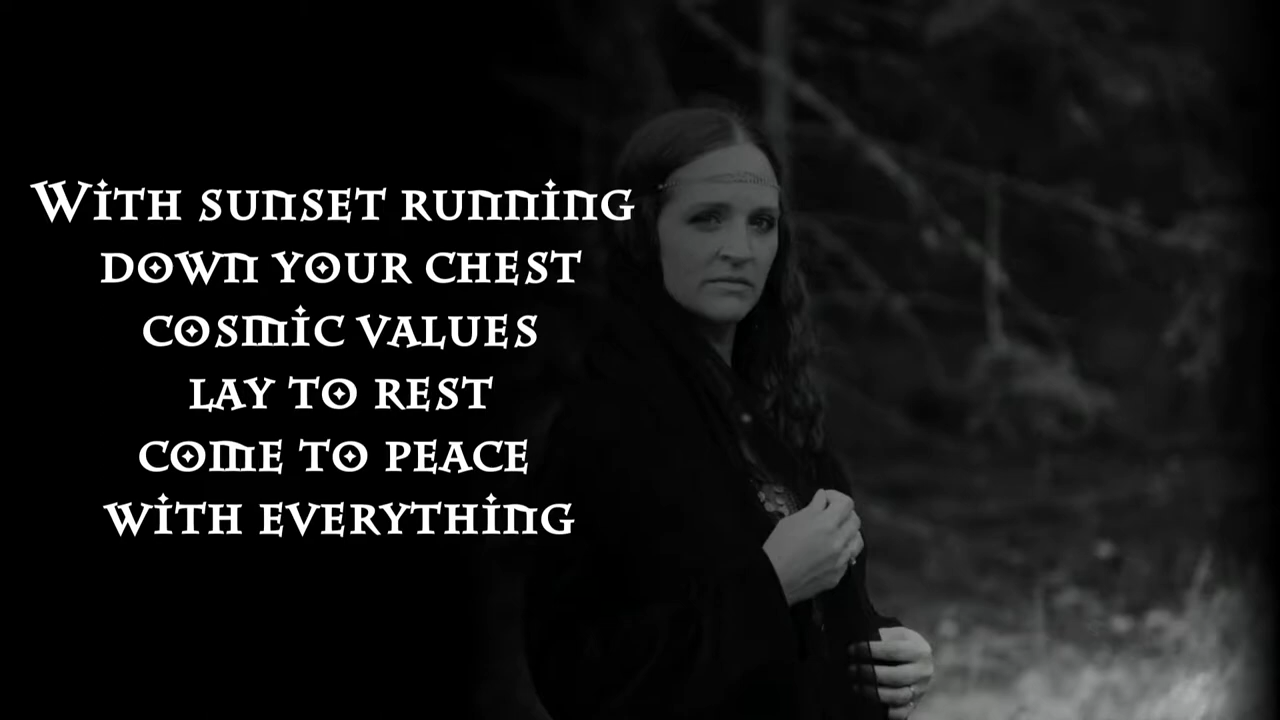 With sunset running
down your chest
cosmic values
lay to rest
come to peace
with everything